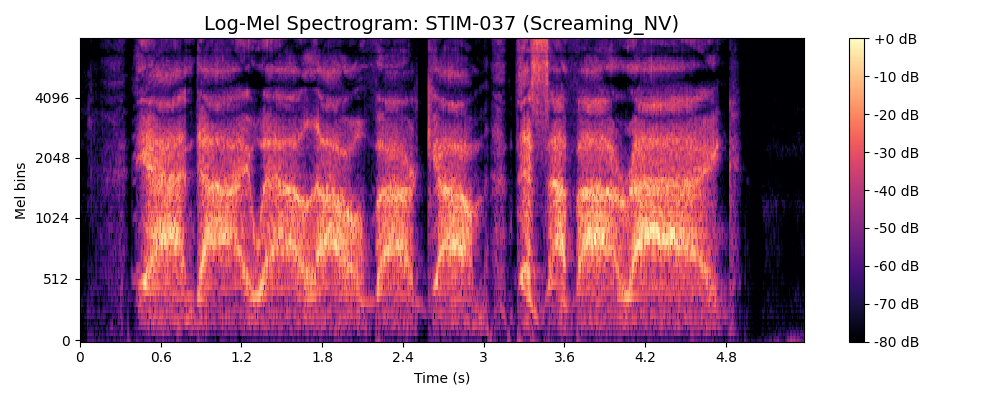 Log-Mel Spectrogram: STIM-037 (Screaming_NV)
+0 dB
-10 dB
4096
-20 dB
2048
-30 dB
Mel bins
-40 dB
1024
-50 dB
512
-60 dB
-70 dB
0
-80 dB
0 0.6 1.2 1.8 2.4 3 3.6 4.2 4.8
Time (s)